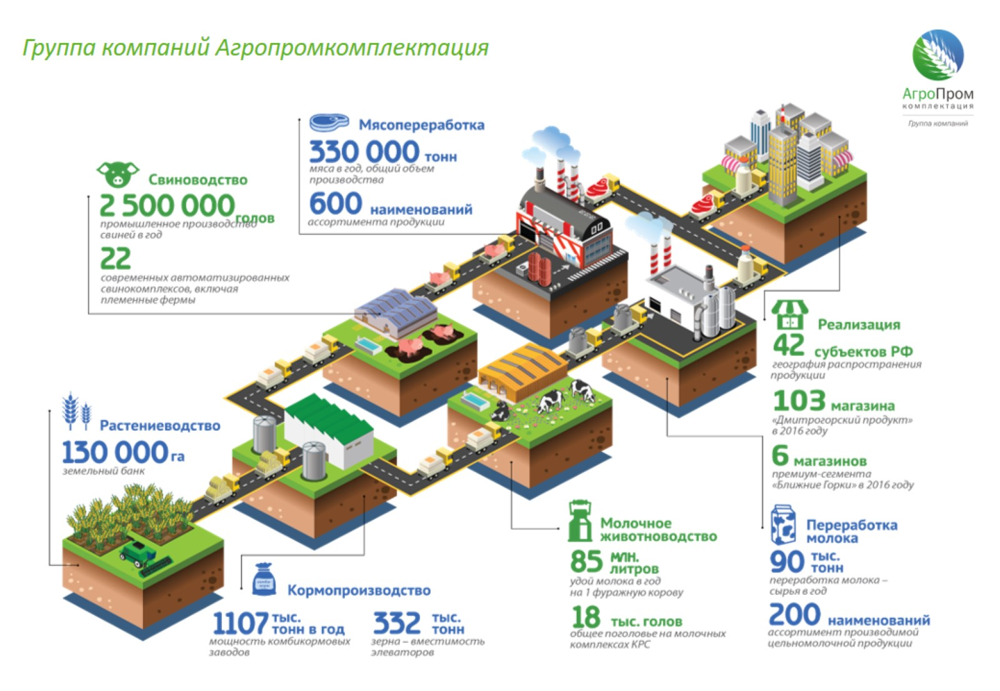 Группа компаний Агропромкомплектация
АгроПром
комплектация
Группа компаний
Мясопереработка
330 000 тонн
мяса в год, общий объем
производства
600 наименований
ассортимента продукции
Свиноводство
2 500 000 голов
промышленное производство
свиней в год
22
современных автоматизированных
свинокомплексов, включая
племенные фермы
Реализация
42 субъектов РФ
география распространения
продукции
103 магазина
«Дмитрогорский продукт»
в 2016 году
6 магазинов
премиум-сегмента
«Ближние Горки» в 2016 году
Растениеводство
130 000 га
земельный банк
Кормопроизводство
1107 тыс.
тонн в год
мощность комбикормовых
заводов
332 тыс.
тонн
зерна – вместимость
элеваторов
Молочное
животноводство
85 млн.
литров
удой молока в год
на 1 фуражную корову
18 тыс. голов
общее поголовье на молочных
комплексах КРС
Переработка
молока
90 тыс.
тонн
переработка молока –
сырья в год
200 наименований
ассортимент производимой
цельномолочной продукции